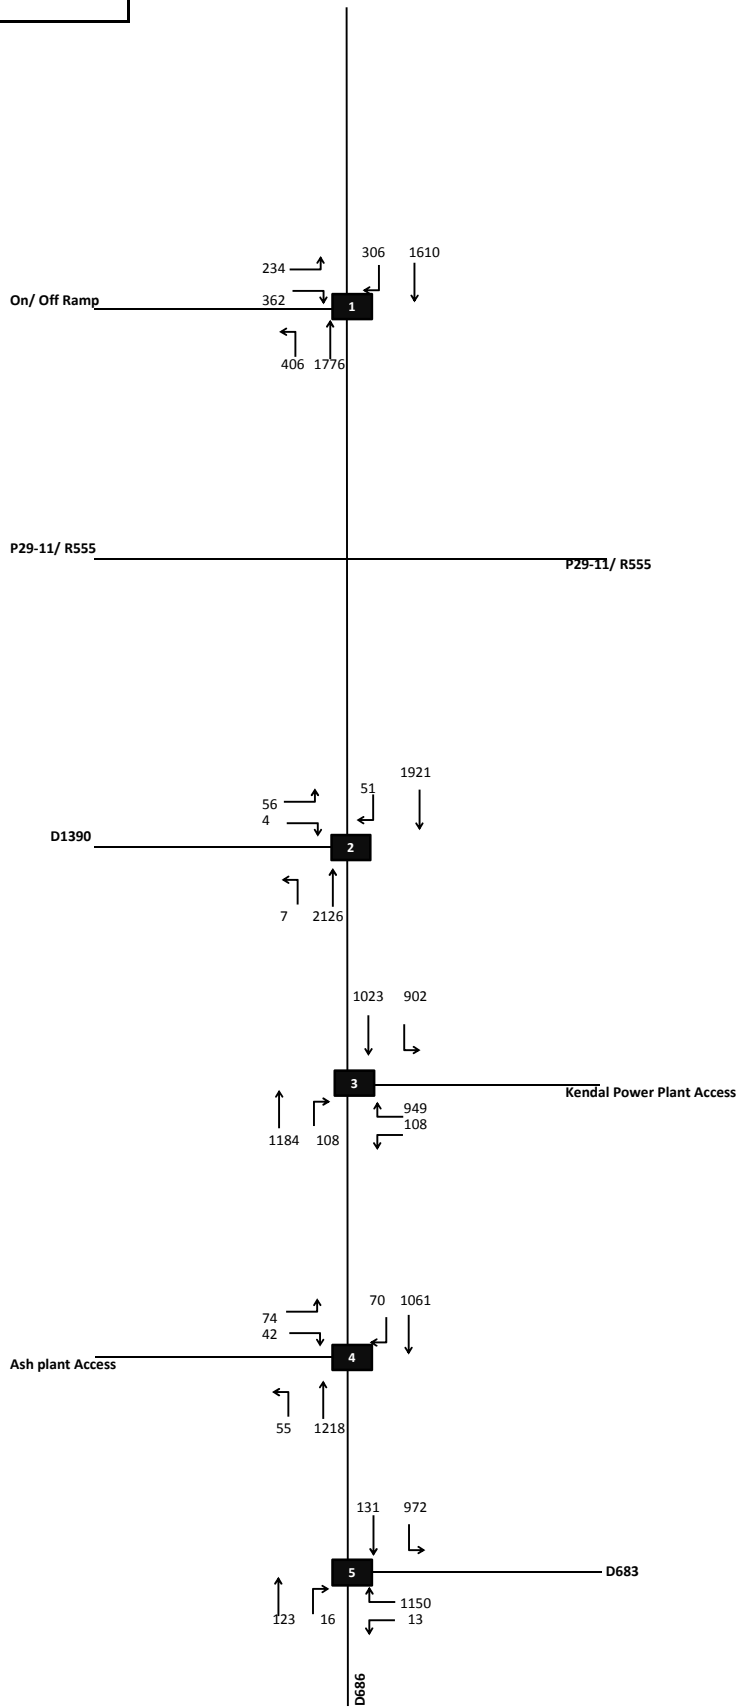 306 1610
234
362
On/ Off Ramp
1
406 1776
P29-11/ R555
P29-11/ R555
1921
51
56
4
D1390
2
7 2126
1023 902
3
Kendal Power Plant Access
949
108
1184 108
70 1061
74
42
4
Ash plant Access
55 1218
131 972
5
D683
1150
123 16 13
D686